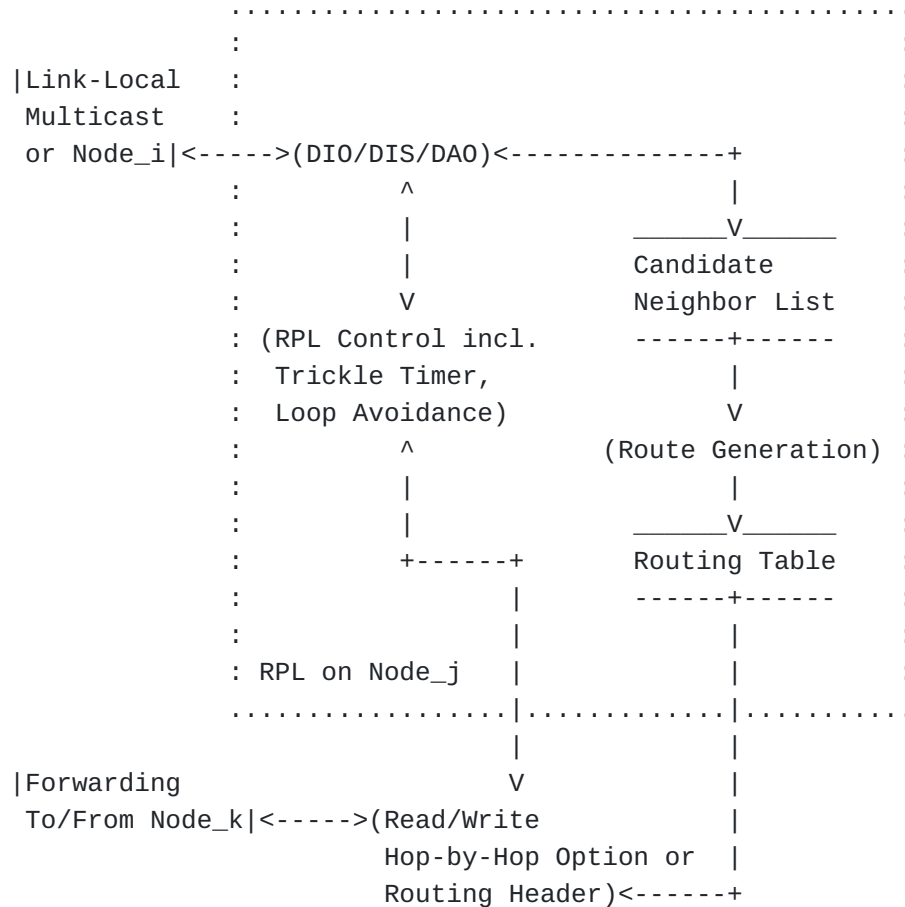 ............................................
:                                           :
|Link-Local    :                                           :
Multicast     :                                           :
or Node_i|<----->(DIO/DIS/DAO)<--------------+           :
:          ^                    |          :
:          |             ______V______    :
:          |             Candidate        :
:          V             Neighbor List    :
: (RPL Control incl.     ------+------    :
:  Trickle Timer,              |          :
:  Loop Avoidance)             V          :
:          ^            (Route Generation) :
:          |                    |          :
:          |             ______V______    :
:          +------+      Routing Table    :
:                 |      ------+------    :
:                 |             |          :
: RPL on Node_j   |             |          :
..................|.............|..........
|             |
|Forwarding                     V             |
To/From Node_k|<----->(Read/Write            |
Hop-by-Hop Option or  |
Routing Header)<------+